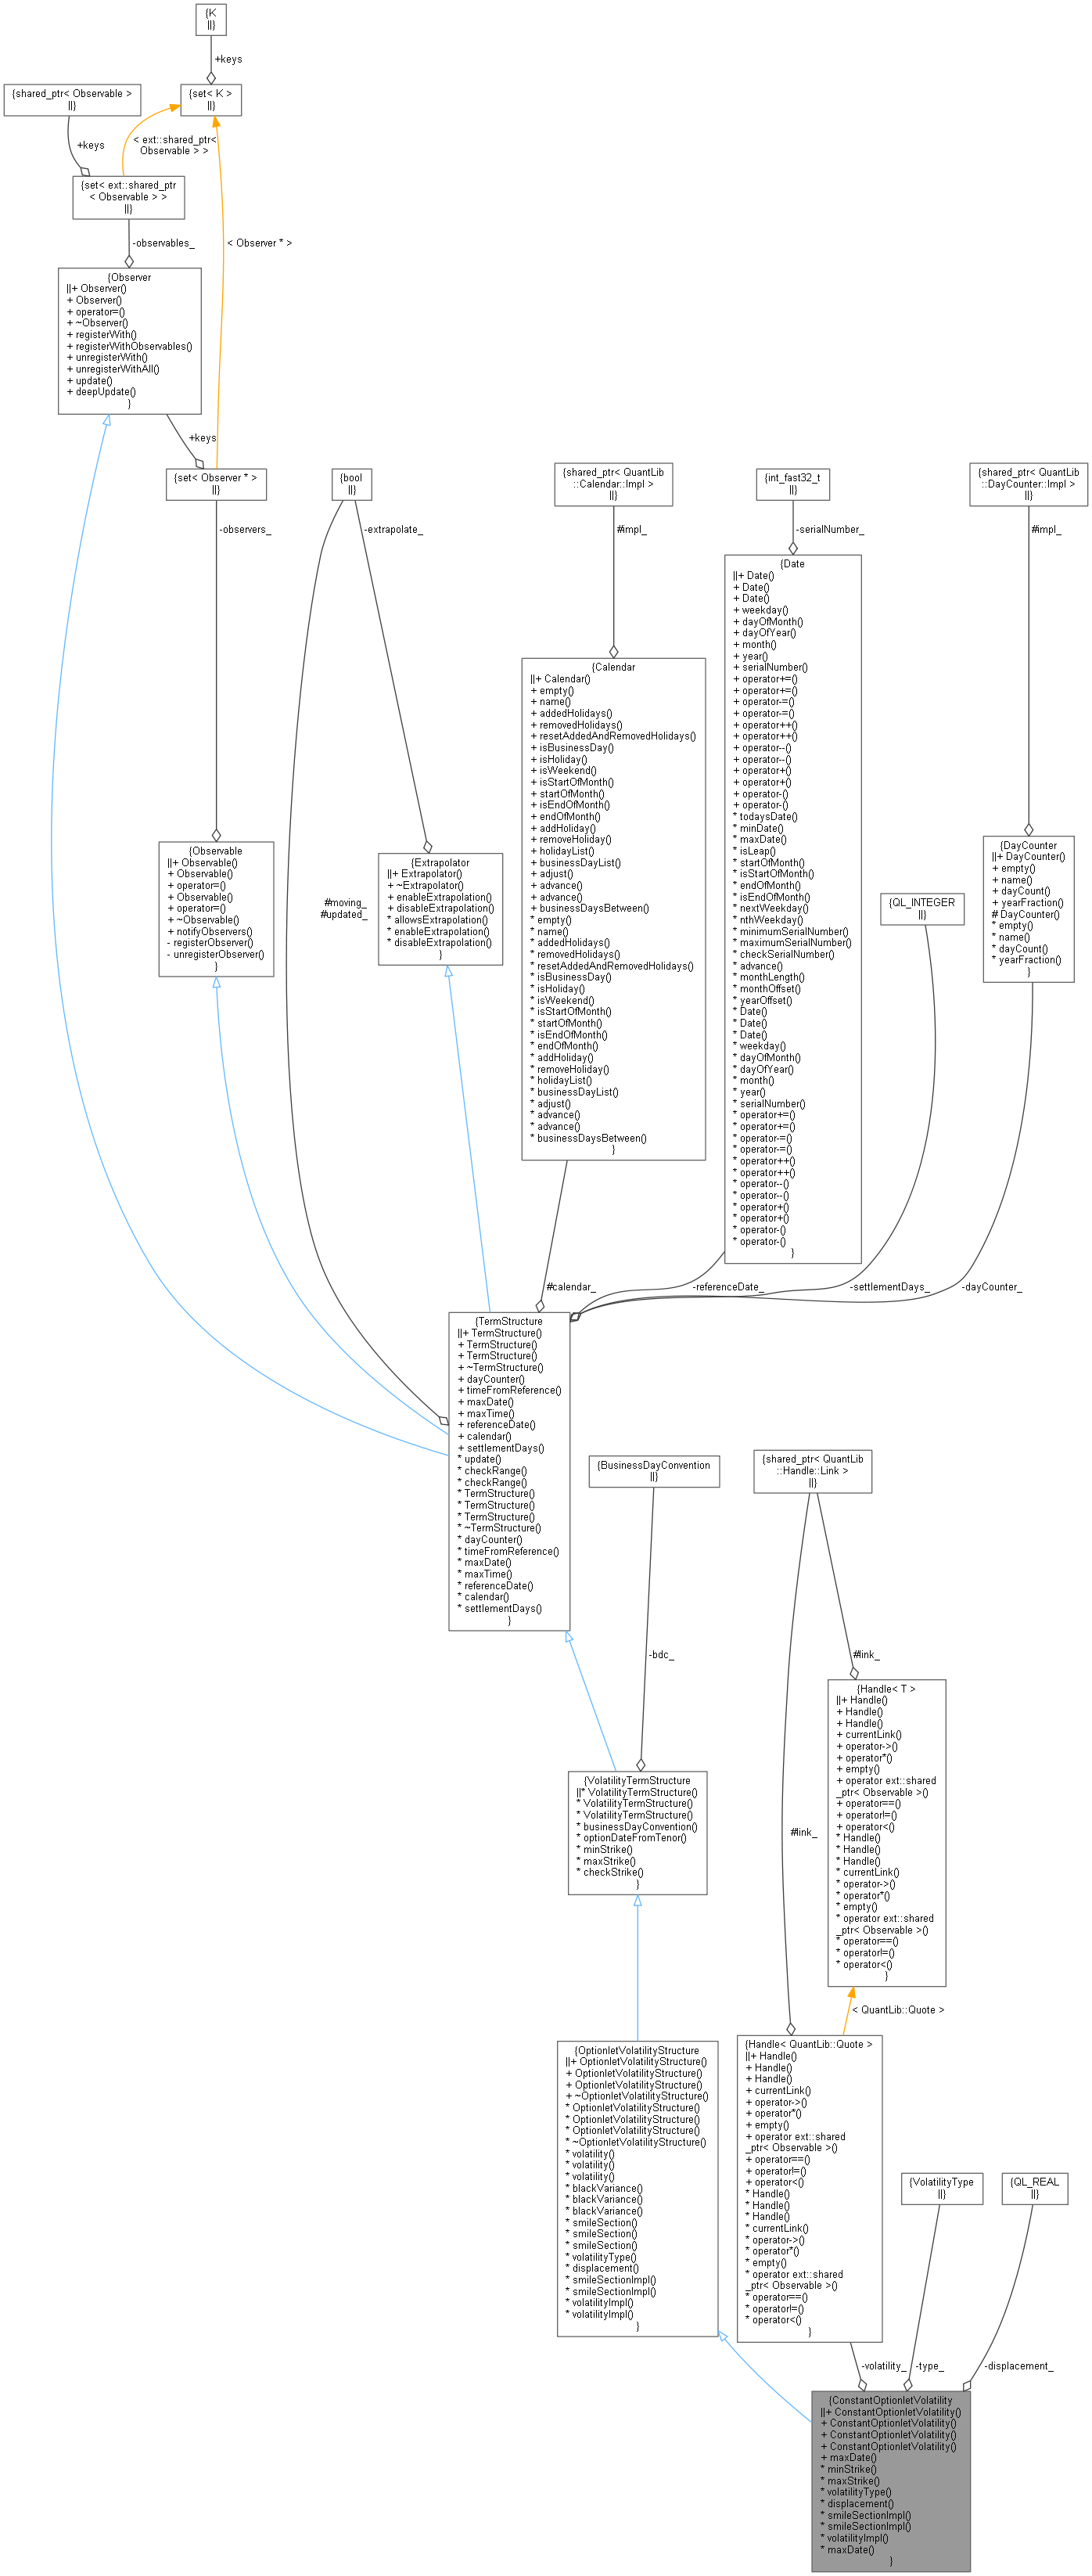 {K
||}
+keys
{shared_ptr< Observable >
||}
{set< K >
||}
+keys
< ext::shared_ptr<
Observable > >
{set< ext::shared_ptr
< Observable > >
||}
-observables_
< Observer * >
{Observer
||+ Observer()
+ Observer()
+ operator=()
+ ~Observer()
+ registerWith()
+ registerWithObservables()
+ unregisterWith()
+ unregisterWithAll()
+ update()
+ deepUpdate()
}
+keys
{set< Observer * >
||}
{bool
||}
{shared_ptr< QuantLib
::Calendar::Impl >
||}
{int_fast32_t
||}
{shared_ptr< QuantLib
::DayCounter::Impl >
||}
-observers_
-extrapolate_
#impl_
-serialNumber_
#impl_
{Date
||+ Date()
+ Date()
+ Date()
+ weekday()
+ dayOfMonth()
+ dayOfYear()
+ month()
+ year()
+ serialNumber()
+ operator+=()
+ operator+=()
+ operator-=()
+ operator-=()
+ operator++()
+ operator++()
+ operator--()
+ operator--()
+ operator+()
+ operator+()
+ operator-()
+ operator-()
* todaysDate()
* minDate()
* maxDate()
* isLeap()
* startOfMonth()
* isStartOfMonth()
* endOfMonth()
* isEndOfMonth()
* nextWeekday()
* nthWeekday()
* minimumSerialNumber()
* maximumSerialNumber()
* checkSerialNumber()
* advance()
* monthLength()
* monthOffset()
* yearOffset()
* Date()
* Date()
* Date()
* weekday()
* dayOfMonth()
* dayOfYear()
* month()
* year()
* serialNumber()
* operator+=()
* operator+=()
* operator-=()
* operator-=()
* operator++()
* operator++()
* operator--()
* operator--()
* operator+()
* operator+()
* operator-()
* operator-()
}
{Calendar
||+ Calendar()
+ empty()
+ name()
+ addedHolidays()
+ removedHolidays()
+ resetAddedAndRemovedHolidays()
+ isBusinessDay()
+ isHoliday()
+ isWeekend()
+ isStartOfMonth()
+ startOfMonth()
+ isEndOfMonth()
+ endOfMonth()
+ addHoliday()
+ removeHoliday()
+ holidayList()
+ businessDayList()
+ adjust()
+ advance()
+ advance()
+ businessDaysBetween()
* empty()
* name()
* addedHolidays()
* removedHolidays()
* resetAddedAndRemovedHolidays()
* isBusinessDay()
* isHoliday()
* isWeekend()
* isStartOfMonth()
* startOfMonth()
* isEndOfMonth()
* endOfMonth()
* addHoliday()
* removeHoliday()
* holidayList()
* businessDayList()
* adjust()
* advance()
* advance()
* businessDaysBetween()
}
{Observable
||+ Observable()
+ Observable()
+ operator=()
+ Observable()
+ operator=()
+ ~Observable()
+ notifyObservers()
- registerObserver()
- unregisterObserver()
}
#moving_
#updated_
{Extrapolator
||+ Extrapolator()
+ ~Extrapolator()
+ enableExtrapolation()
+ disableExtrapolation()
* allowsExtrapolation()
* enableExtrapolation()
* disableExtrapolation()
}
{QL_INTEGER
||}
{DayCounter
||+ DayCounter()
+ empty()
+ name()
+ dayCount()
+ yearFraction()
# DayCounter()
* empty()
* name()
* dayCount()
* yearFraction()
}
#calendar_
-referenceDate_
-settlementDays_
-dayCounter_
{TermStructure
||+ TermStructure()
+ TermStructure()
+ TermStructure()
+ ~TermStructure()
+ dayCounter()
+ timeFromReference()
+ maxDate()
+ maxTime()
+ referenceDate()
+ calendar()
+ settlementDays()
* update()
* checkRange()
* checkRange()
* TermStructure()
* TermStructure()
* TermStructure()
* ~TermStructure()
* dayCounter()
* timeFromReference()
* maxDate()
* maxTime()
* referenceDate()
* calendar()
* settlementDays()
}
{BusinessDayConvention
||}
{shared_ptr< QuantLib
::Handle::Link >
||}
-bdc_
#link_
{VolatilityTermStructure
||* VolatilityTermStructure()
* VolatilityTermStructure()
* VolatilityTermStructure()
* businessDayConvention()
* optionDateFromTenor()
* minStrike()
* maxStrike()
* checkStrike()
}
#link_
{Handle< T >
||+ Handle()
+ Handle()
+ Handle()
+ currentLink()
+ operator->()
+ operator*()
+ empty()
+ operator ext::shared
_ptr< Observable >()
+ operator==()
+ operator!=()
+ operator<()
* Handle()
* Handle()
* Handle()
* currentLink()
* operator->()
* operator*()
* empty()
* operator ext::shared
_ptr< Observable >()
* operator==()
* operator!=()
* operator<()
}
< QuantLib::Quote >
{OptionletVolatilityStructure
||+ OptionletVolatilityStructure()
+ OptionletVolatilityStructure()
+ OptionletVolatilityStructure()
+ ~OptionletVolatilityStructure()
* OptionletVolatilityStructure()
* OptionletVolatilityStructure()
* OptionletVolatilityStructure()
* ~OptionletVolatilityStructure()
* volatility()
* volatility()
* volatility()
* blackVariance()
* blackVariance()
* blackVariance()
* smileSection()
* smileSection()
* smileSection()
* volatilityType()
* displacement()
* smileSectionImpl()
* smileSectionImpl()
* volatilityImpl()
* volatilityImpl()
}
{Handle< QuantLib::Quote >
||+ Handle()
+ Handle()
+ Handle()
+ currentLink()
+ operator->()
+ operator*()
+ empty()
+ operator ext::shared
_ptr< Observable >()
+ operator==()
+ operator!=()
+ operator<()
* Handle()
* Handle()
* Handle()
* currentLink()
* operator->()
* operator*()
* empty()
* operator ext::shared
_ptr< Observable >()
* operator==()
* operator!=()
* operator<()
}
{VolatilityType
||}
{QL_REAL
||}
-volatility_
-type_
-displacement_
{ConstantOptionletVolatility
||+ ConstantOptionletVolatility()
+ ConstantOptionletVolatility()
+ ConstantOptionletVolatility()
+ ConstantOptionletVolatility()
+ maxDate()
* minStrike()
* maxStrike()
* volatilityType()
* displacement()
* smileSectionImpl()
* smileSectionImpl()
* volatilityImpl()
* maxDate()
}